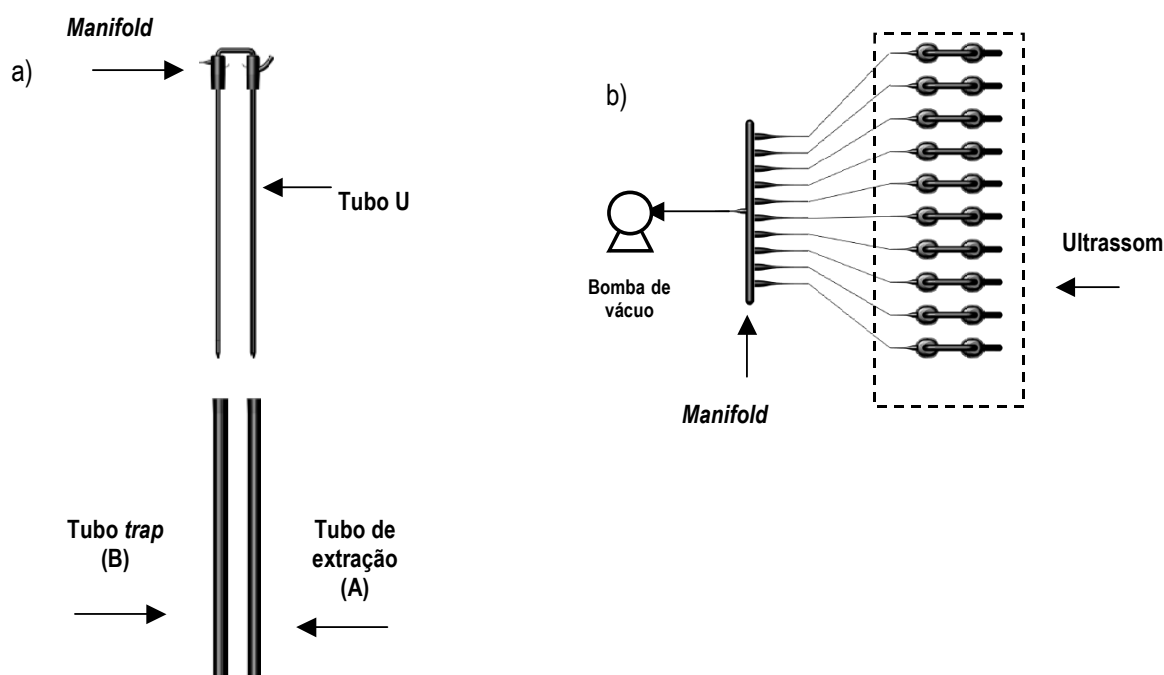 Manifold
a)
Tubo U
Tubo trap
(B)
Tubo de
extração
(A)
b)
Bomba de
vácuo
Manifold
Ultrassom